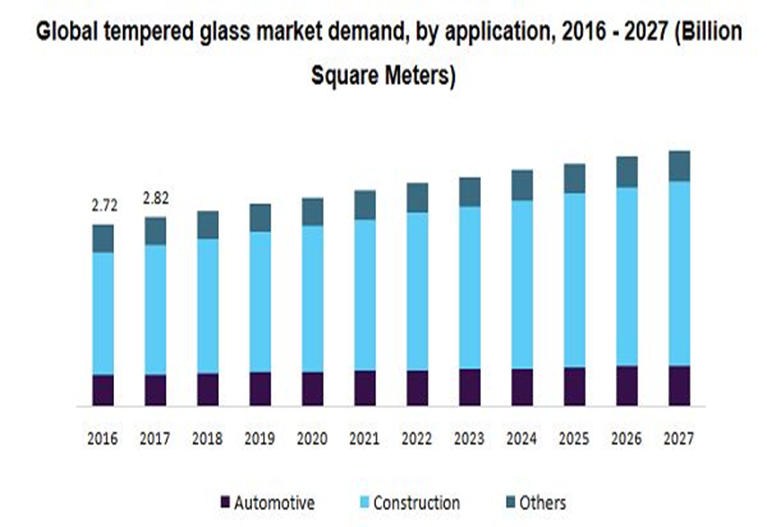 Global tempered glass market demand, by application, 2016 - 2027 (Billion
Square Meters)
2.72 2.82
2016 2017 2018 2019 2020 2021 2022 2023 2024 2025 2026 2027
Automotive Construction Others